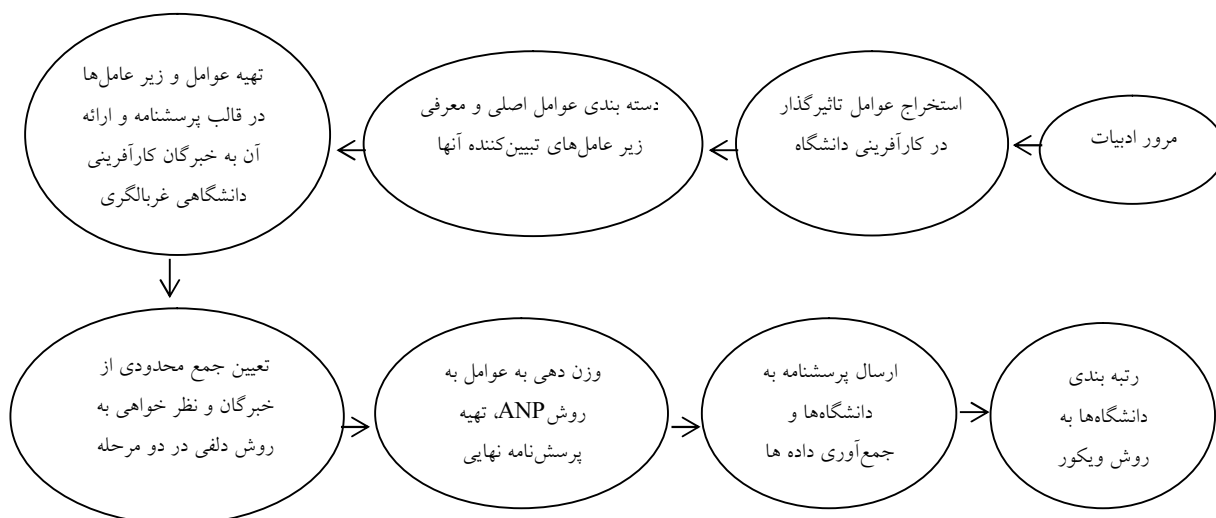 مرور ادبیات
استخراج عوامل تاثیرگذار
در کارآفرینی دانشگاه
دسته بندی عوامل اصلی و معرفی
زیر عامل‌های تبیین‌کننده آنها
تهیه عوامل و زیر عامل‌ها
در قالب پرسشنامه و ارائه
آن به خبرگان کارآفرینی
دانشگاهی غربالگری
تعیین جمع محدودی از
خبرگان و نظر خواهی به
روش دلفی در دو مرحله
وزن دهی به عوامل به
روش ANP، تهیه
پرسش‌نامه نهایی
ارسال پرسشنامه به
دانشگاه‌ها و
جمع‌آوری داده ها
رتبه بندی
دانشگاه‌ها به
روش ویکور